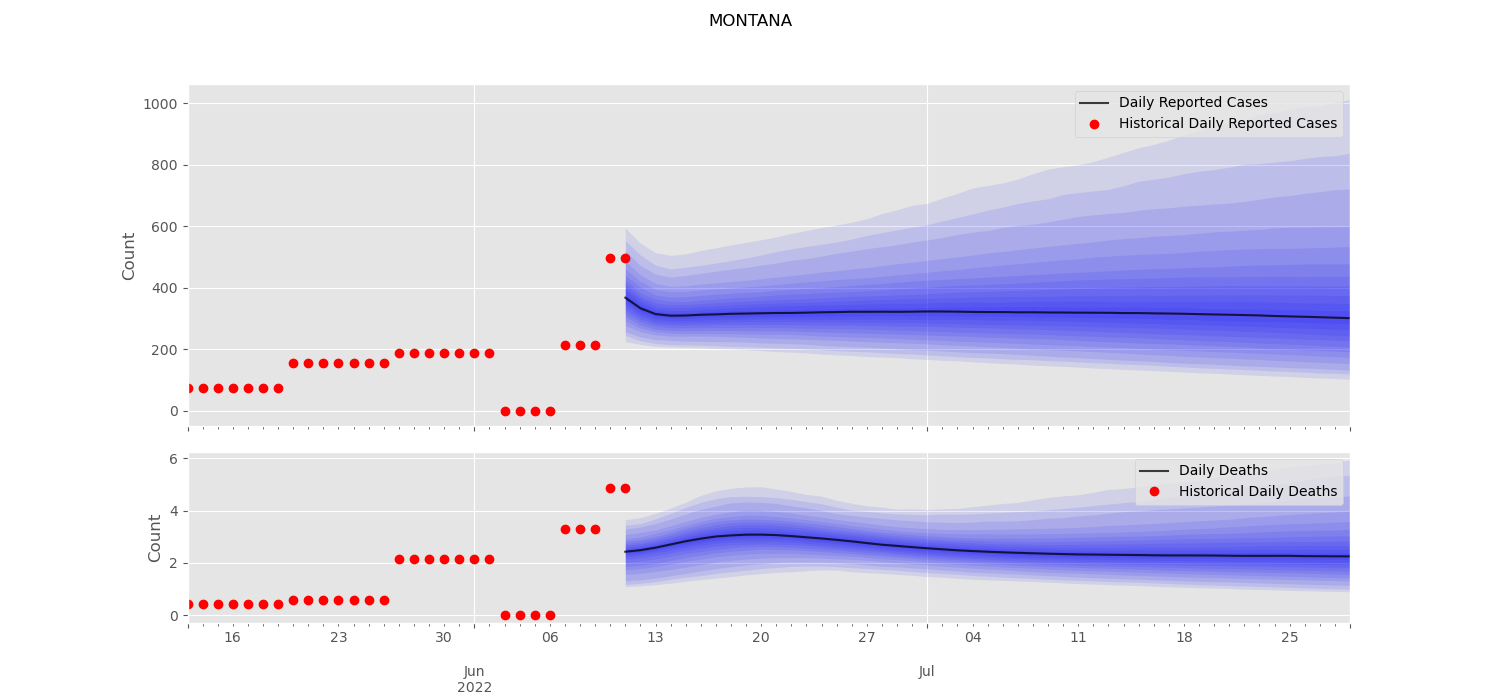 MONTANA
1000
800
600
400
200
0
Count
Daily Reported Cases
Historical Daily Reported Cases
6
4
2
0
Count
Daily Deaths
Historical Daily Deaths
16 23 30 06 13 20 27 04 11 18 25
Jun Jul
2022